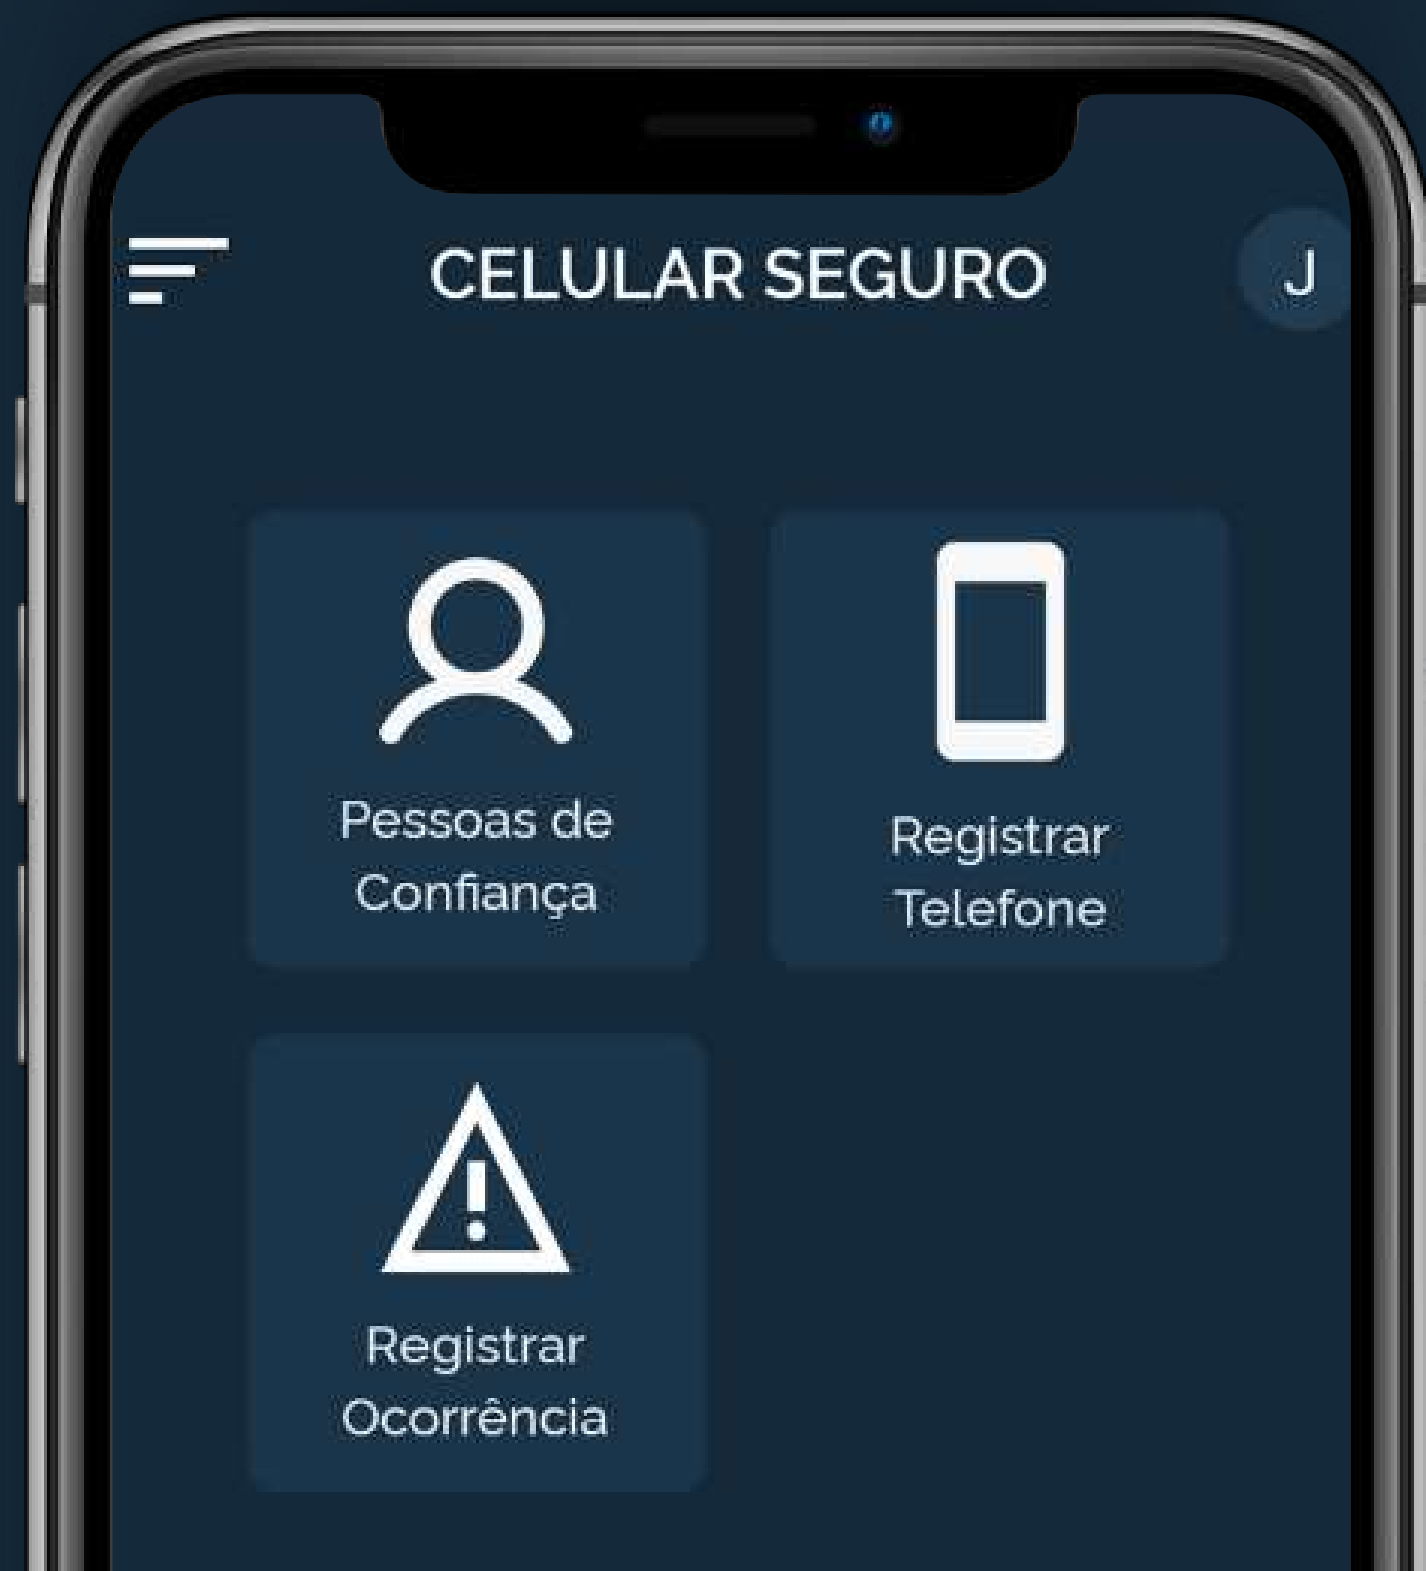 CELULAR SEGURO
J
Pessoas de
Confiança
Registrar
Telefone
Registrar
Ocorrência